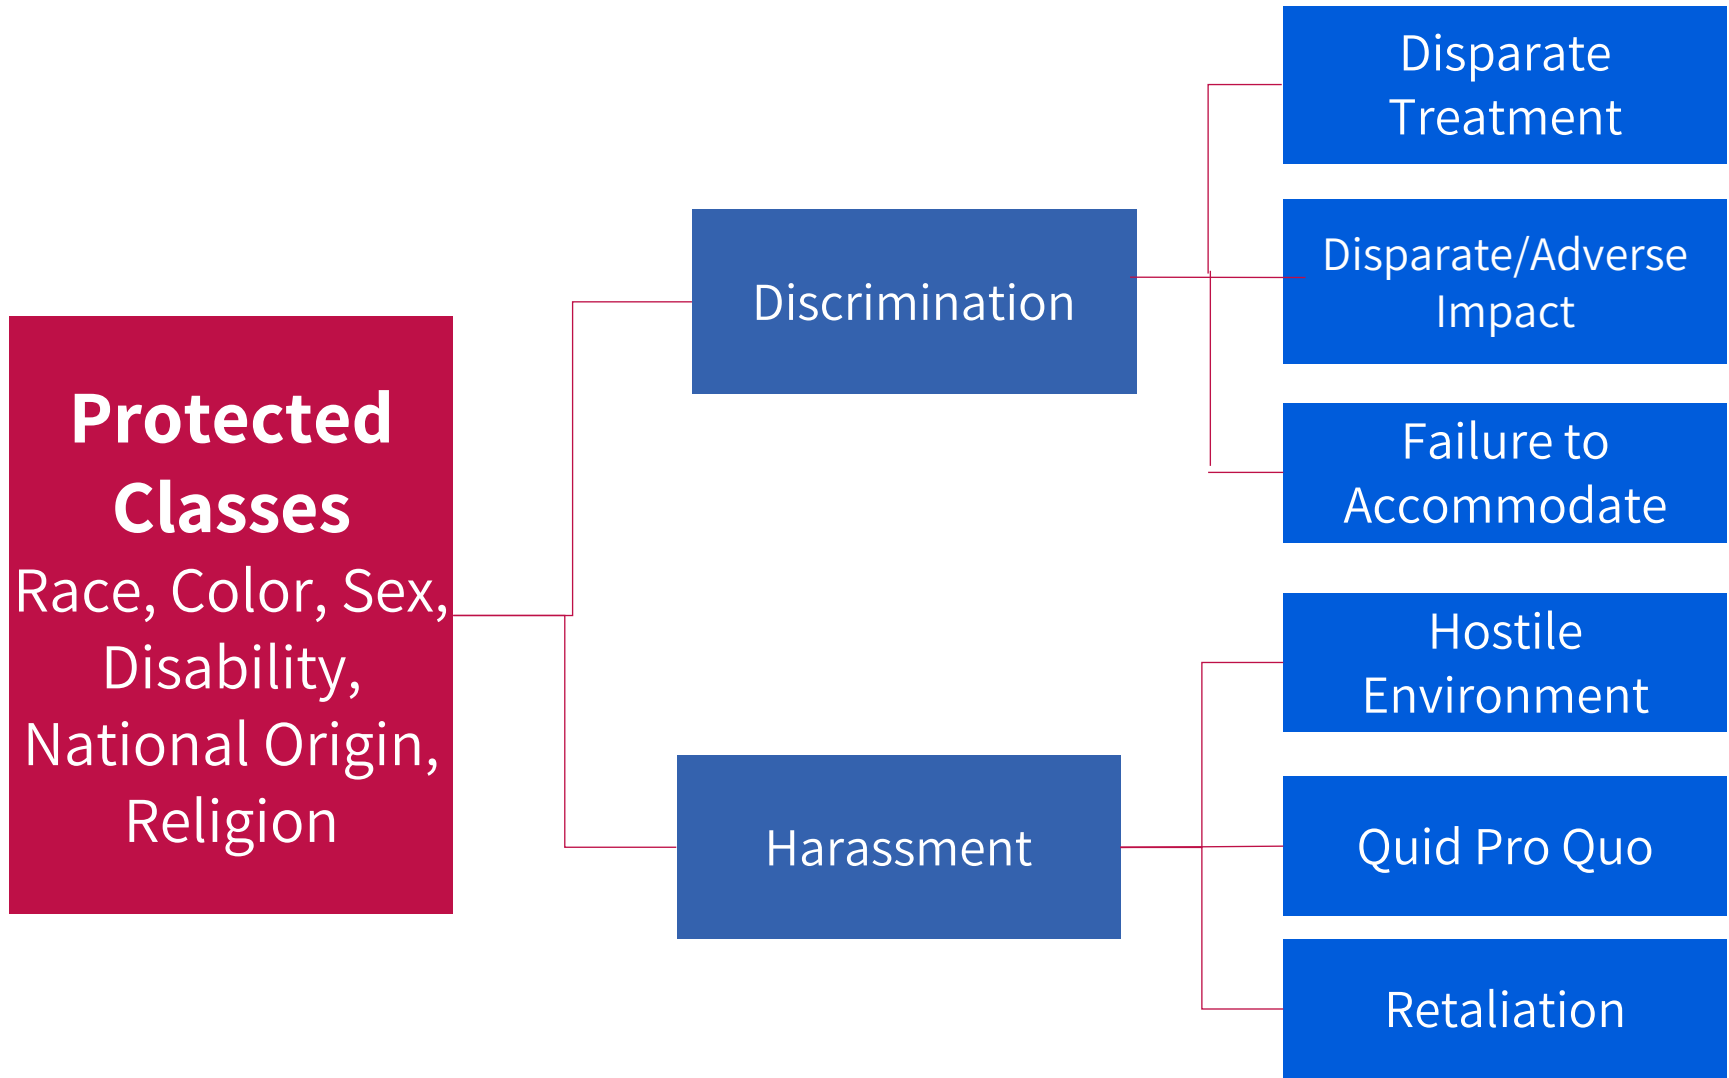 Protected
Classes
Race, Color, Sex,
Disability,
National Origin,
Religion
Discrimination
Disparate
Treatment
Disparate/Adverse
Impact
Failure to
Accommodate
Harassment
Hostile
Environment
Quid Pro Quo
Retaliation